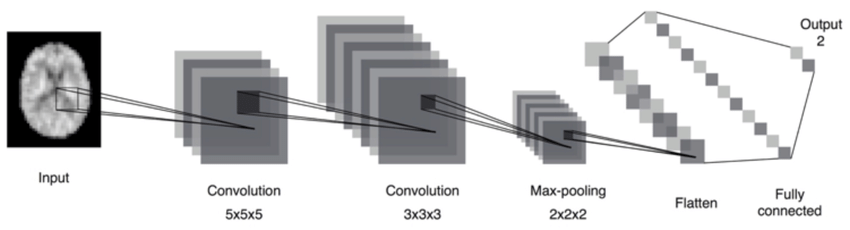 Output
2
Input
Convolution
5x5x5
Convolution
3x3x3
Max-pooling
2x2x2
Flatten
Fully
connected